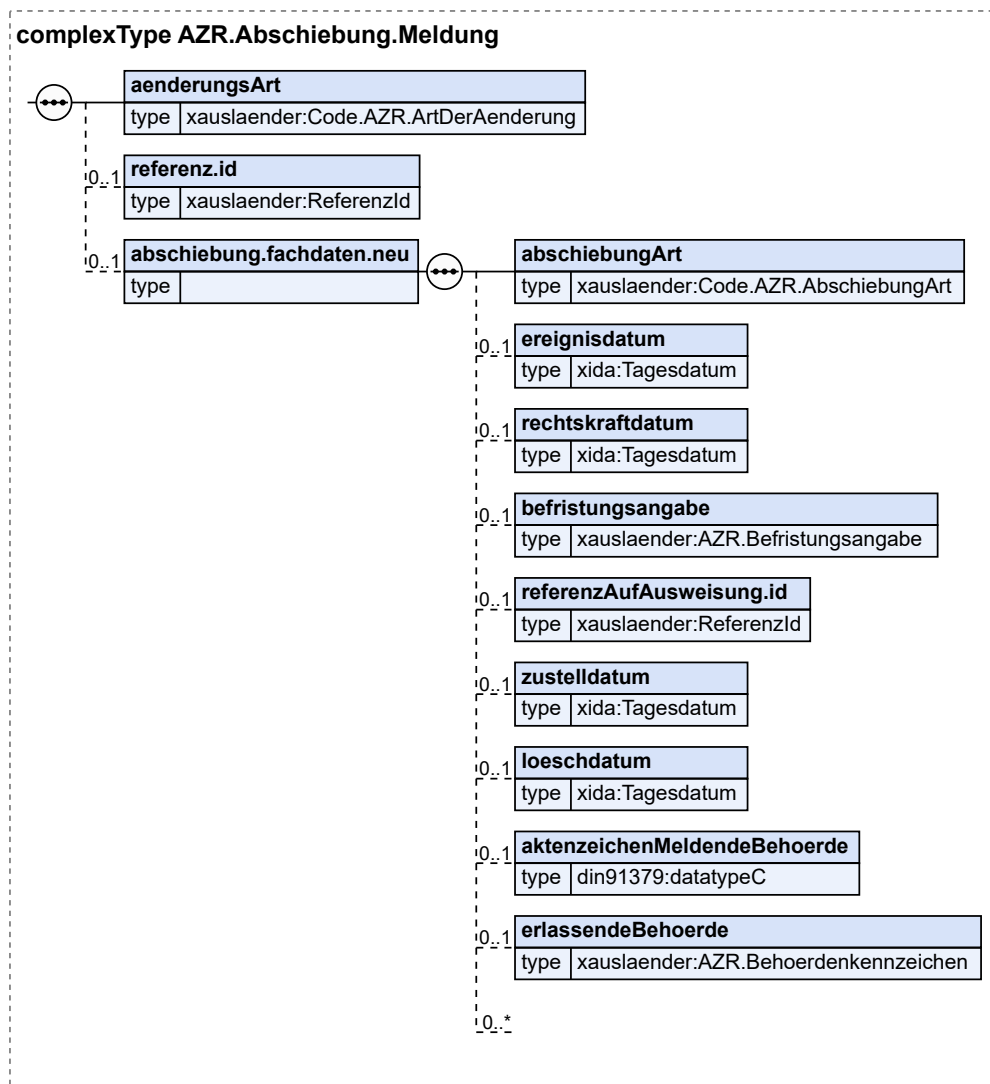 complexType AZR.Abschiebung.Meldung
aenderungsArt
type xauslaender:Code.AZR.ArtDerAenderung
0..1 referenz.id
type xauslaender:ReferenzId
0..1 abschiebung.fachdaten.neu
type
abschiebungArt
type xauslaender:Code.AZR.AbschiebungArt
0..1 ereignisdatum
type xida:Tagesdatum
0..1 rechtskraftdatum
type xida:Tagesdatum
0..1 befristungsangabe
type xauslaender:AZR.Befristungsangabe
0..1 referenzAufAusweisung.id
type xauslaender:ReferenzId
0..1 zustelldatum
type xida:Tagesdatum
0..1 loeschdatum
type xida:Tagesdatum
0..1 aktenzeichenMeldendeBehoerde
type din91379:datatypeC
0..1 erlassendeBehoerde
type xauslaender:AZR.Behoerdenkennzeichen
0..*